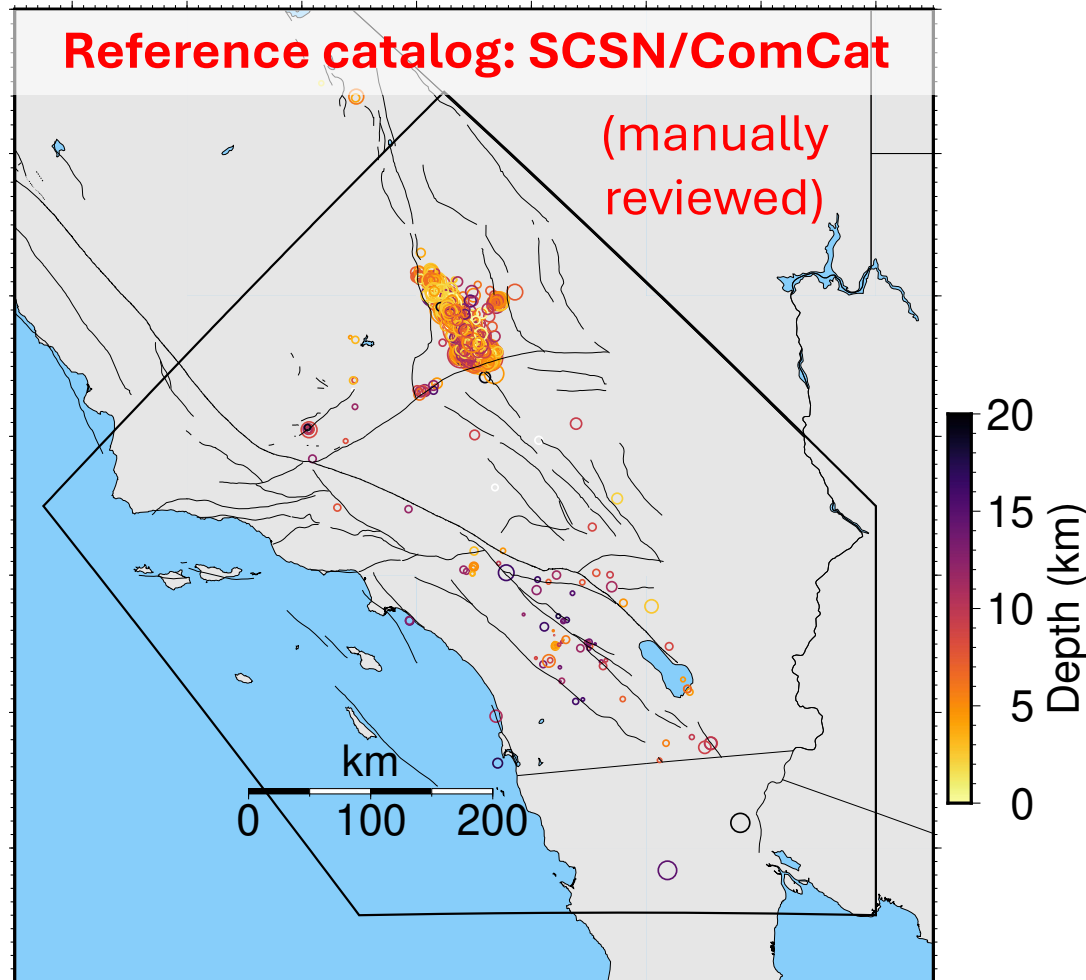 Reference catalog: SCSN/ComCat
(manually
reviewed)
20
15
10
5
0
Depth (km)
km
0 100 200